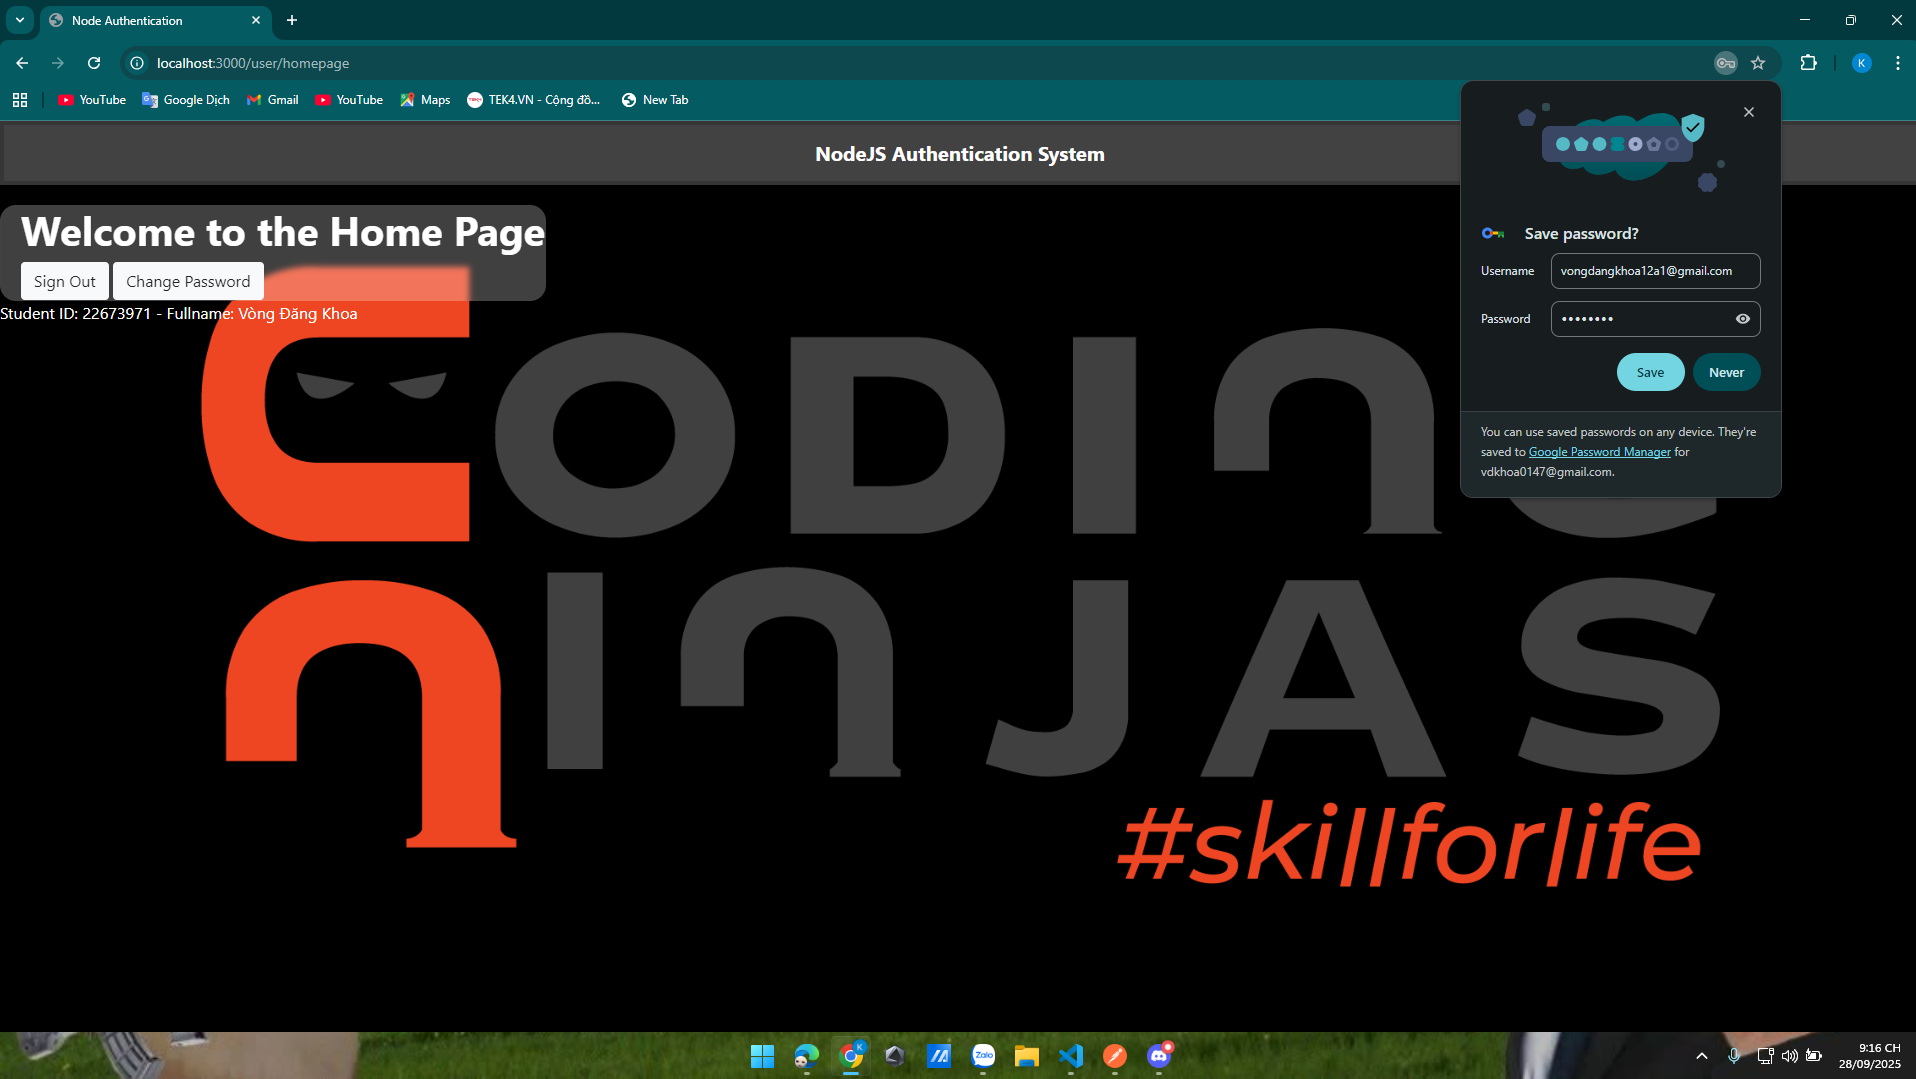 Node Authentication
localhost:3000/user/homepage
K
YouTube
Google Dịch
Gmail
YouTube
Maps
TEK4.VN - Cộng đồ...
New Tab
NodeJS Authentication System
Welcome to the Home Page
Sign Out
Change Password
Student ID: 22673971 - Fullname: Vòng Đăng Khoa
Save password?
Username
vongdangkhoa12a1@gmail.com
Password
••••••••
Save
Never
You can use saved passwords on any device. They're
saved to Google Password Manager for
vdkhoa0147@gmail.com.
CODING
NINJAS
#skillforlife
K
Zalo
9:16 CH
28/09/2025